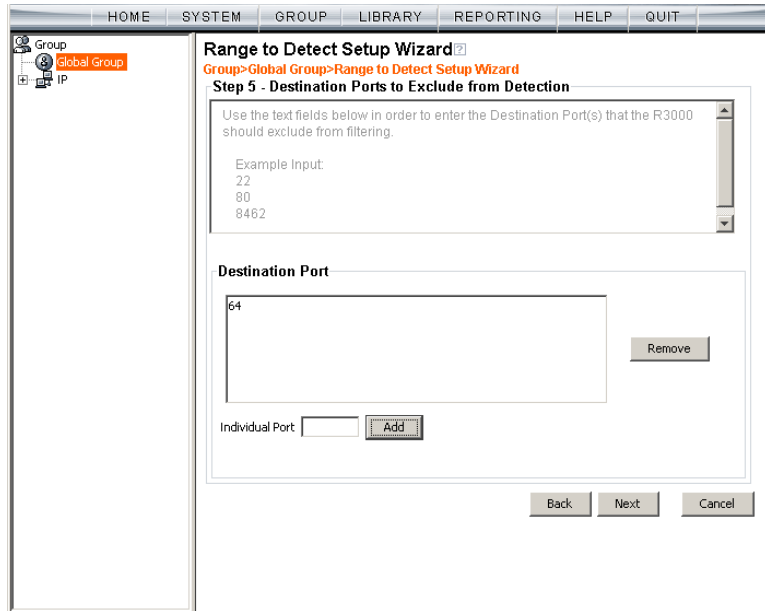 HOME SYSTEM GROUP LIBRARY REPORTING HELP QUIT
Group
Global Group
IP
Range to Detect Setup Wizard?
Group>Global Group>Range to Detect Setup Wizard
Step 5 - Destination Ports to Exclude from Detection
Use the text fields below in order to enter the Destination Port(s) that the R3000
should exclude from filtering.
Example Input:
22
80
8462
Destination Port
64
Remove
Individual Port Add
Back Next Cancel